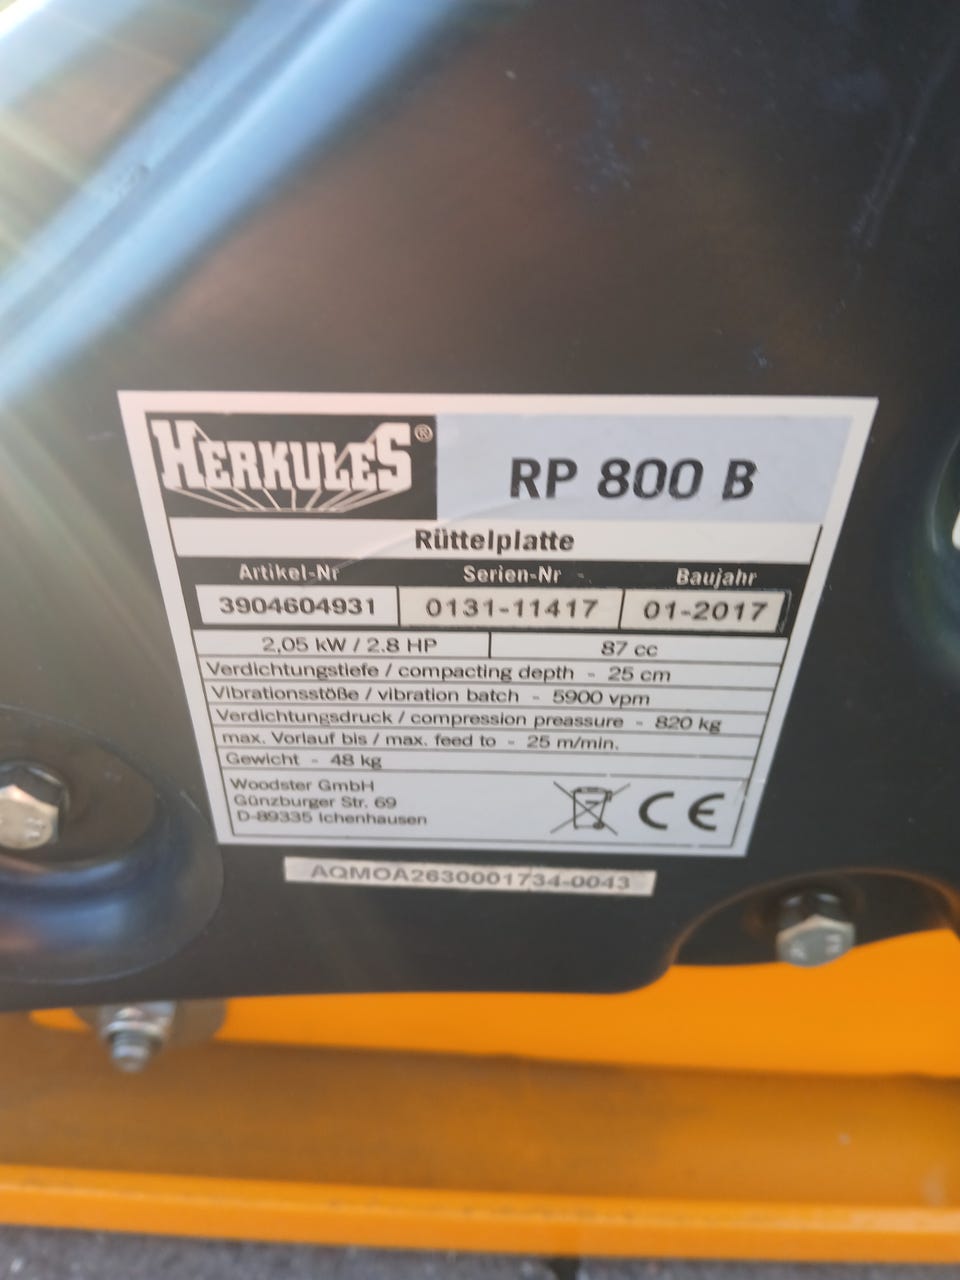 HERKULES®
RP 800 B
Rüttelplatte
Artikel-Nr Serien-Nr Baujahr
3904604931 0131-11417 01-2017
2,05 kW / 2.8 HP 87 cc
Verdichtungstiefe / compacting depth - 25 cm
Vibrationsstöße / vibration batch - 5900 vpm
Verdichtungsdruck / compression preassure - 820 kg
max. Vorlauf bis / max. feed to - 25 m/min.
Gewicht - 48 kg
Woodster GmbH
Günzburger Str. 69
D-89335 Ichenhausen
CE
AQMOA2630001734-0043